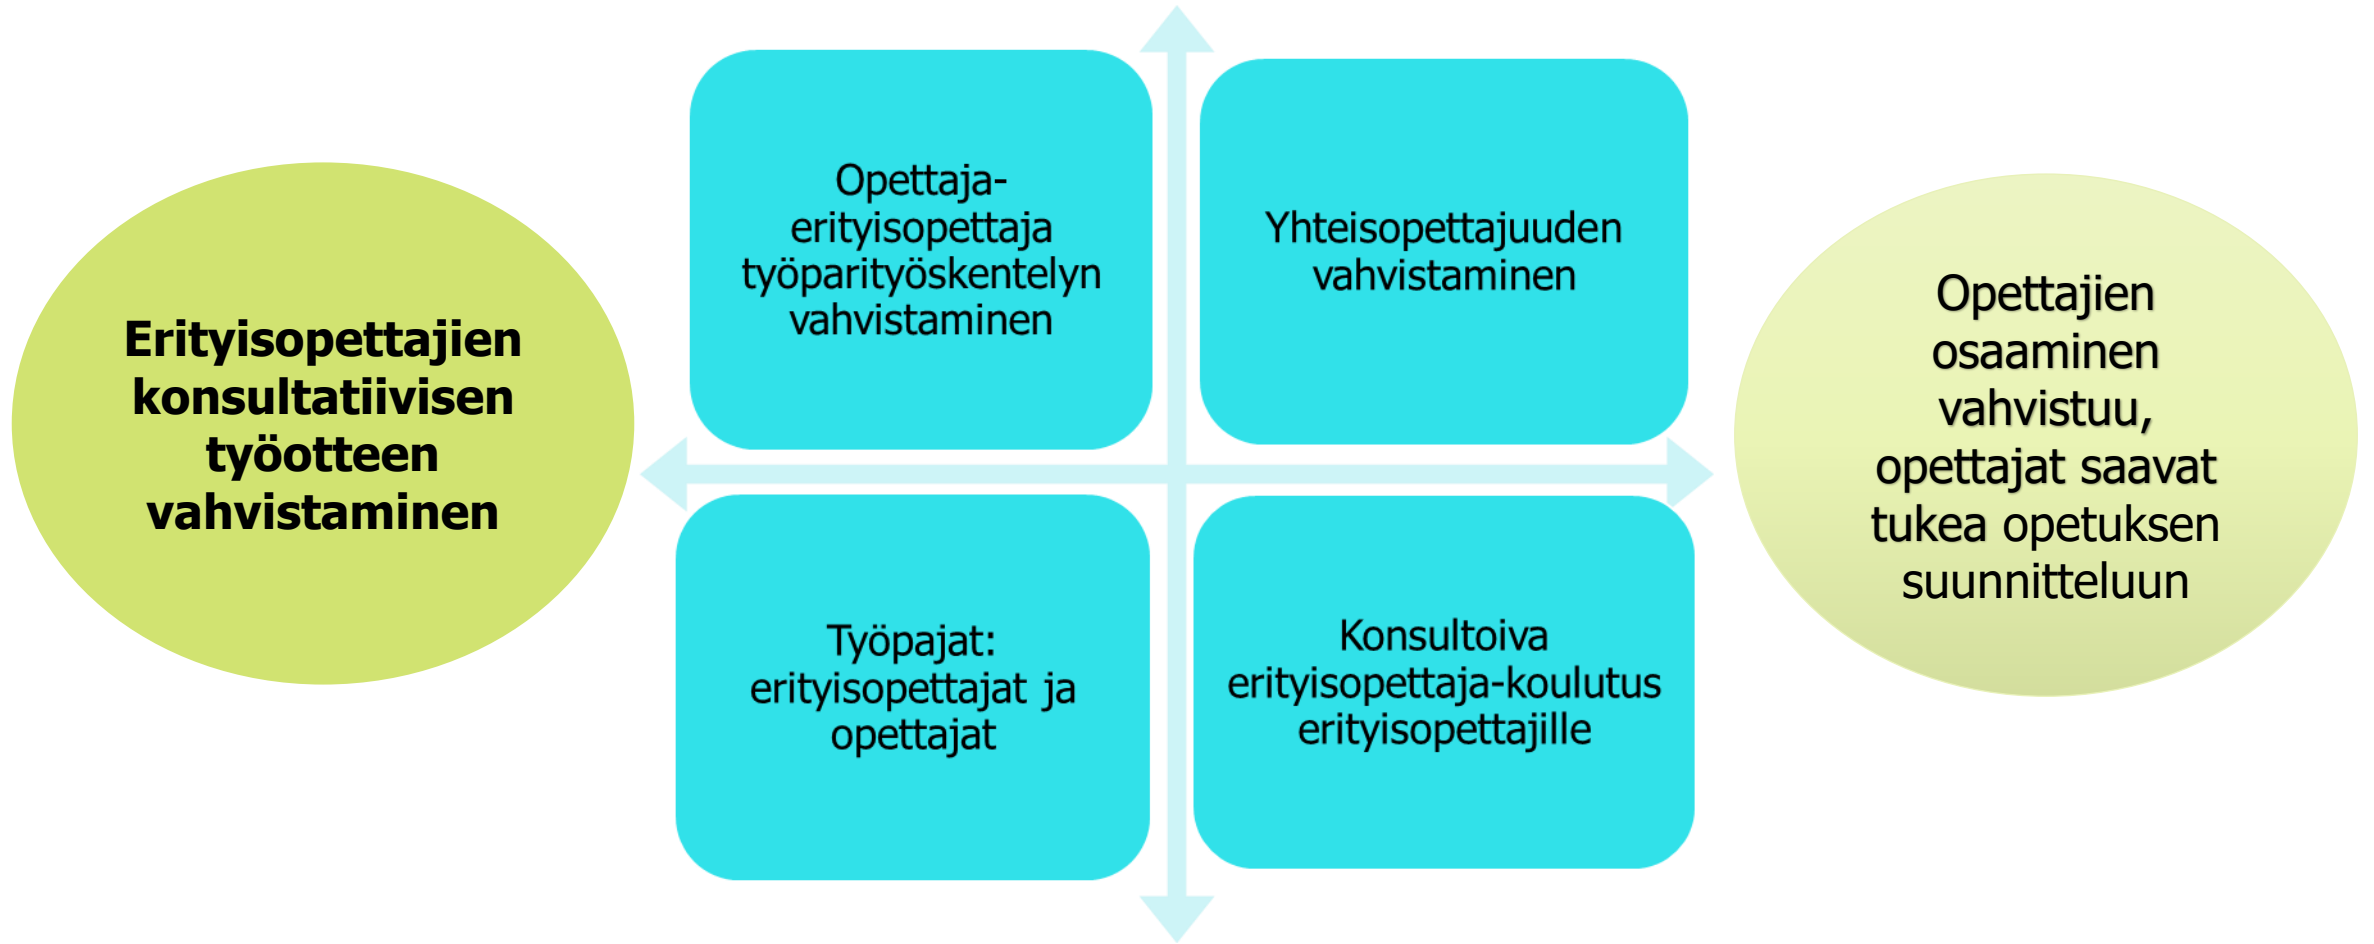 Erityisopettajien
konsultatiivisen
työotteen
vahvistaminen
Opettaja-
erityisopettaja
työparityöskentelyn
vahvistaminen
Yhteisopettajuuden
vahvistaminen
Työpajat:
erityisopettajat ja
opettajat
Konsultoiva
erityisopettaja-koulutus
erityisopettajille
Opettajien
osaaminen
vahvistuu,
opettajat saavat
tukea opetuksen
suunnitteluun